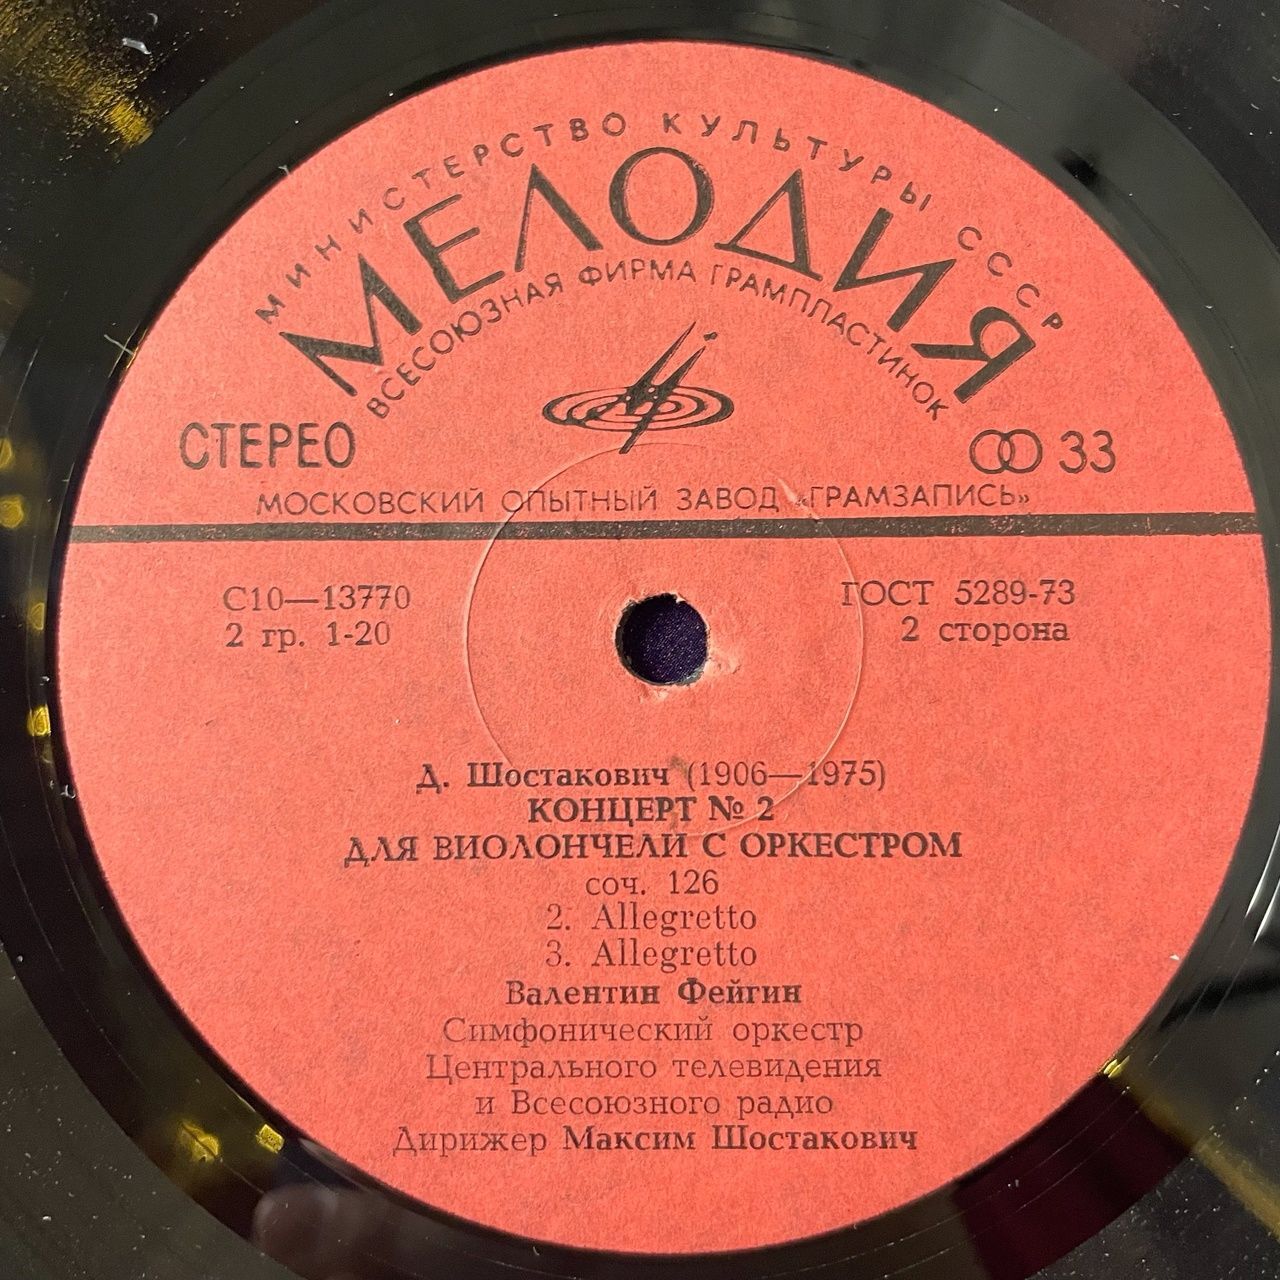 МИНИСТЕРСТВО КУЛЬТУРЫ СССР
МЕЛОДИЯ
ВСЕСОЮЗНАЯ ФИРМА ГРАМПЛАСТИНОК
СТЕРЕО
33
МОСКОВСКИЙ ОПЫТНЫЙ ЗАВОД «ГРАМЗАПИСЬ»
С10—13770
ГОСТ 5289-73
2 гр. 1-20
2 сторона
Д. Шостакович (1906—1975)
КОНЦЕРТ № 2
ДЛЯ ВИОЛОНЧЕЛИ С ОРКЕСТРОМ
соч. 126
2. Allegretto
3. Allegretto
Валентин Фейгин
Симфонический оркестр
Центрального телевидения
и Всесоюзного радио
Дирижер Максим Шостакович